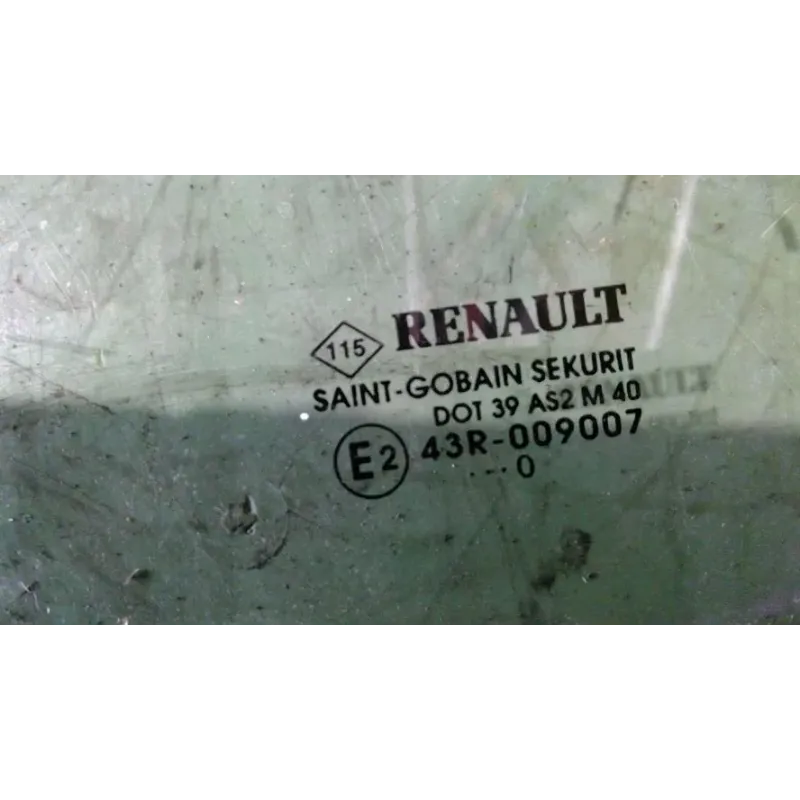 115 RENAULT
SAINT-GOBAIN SEKURIT
DOT 39 AS2 M 40
E2 43R-009007
...0